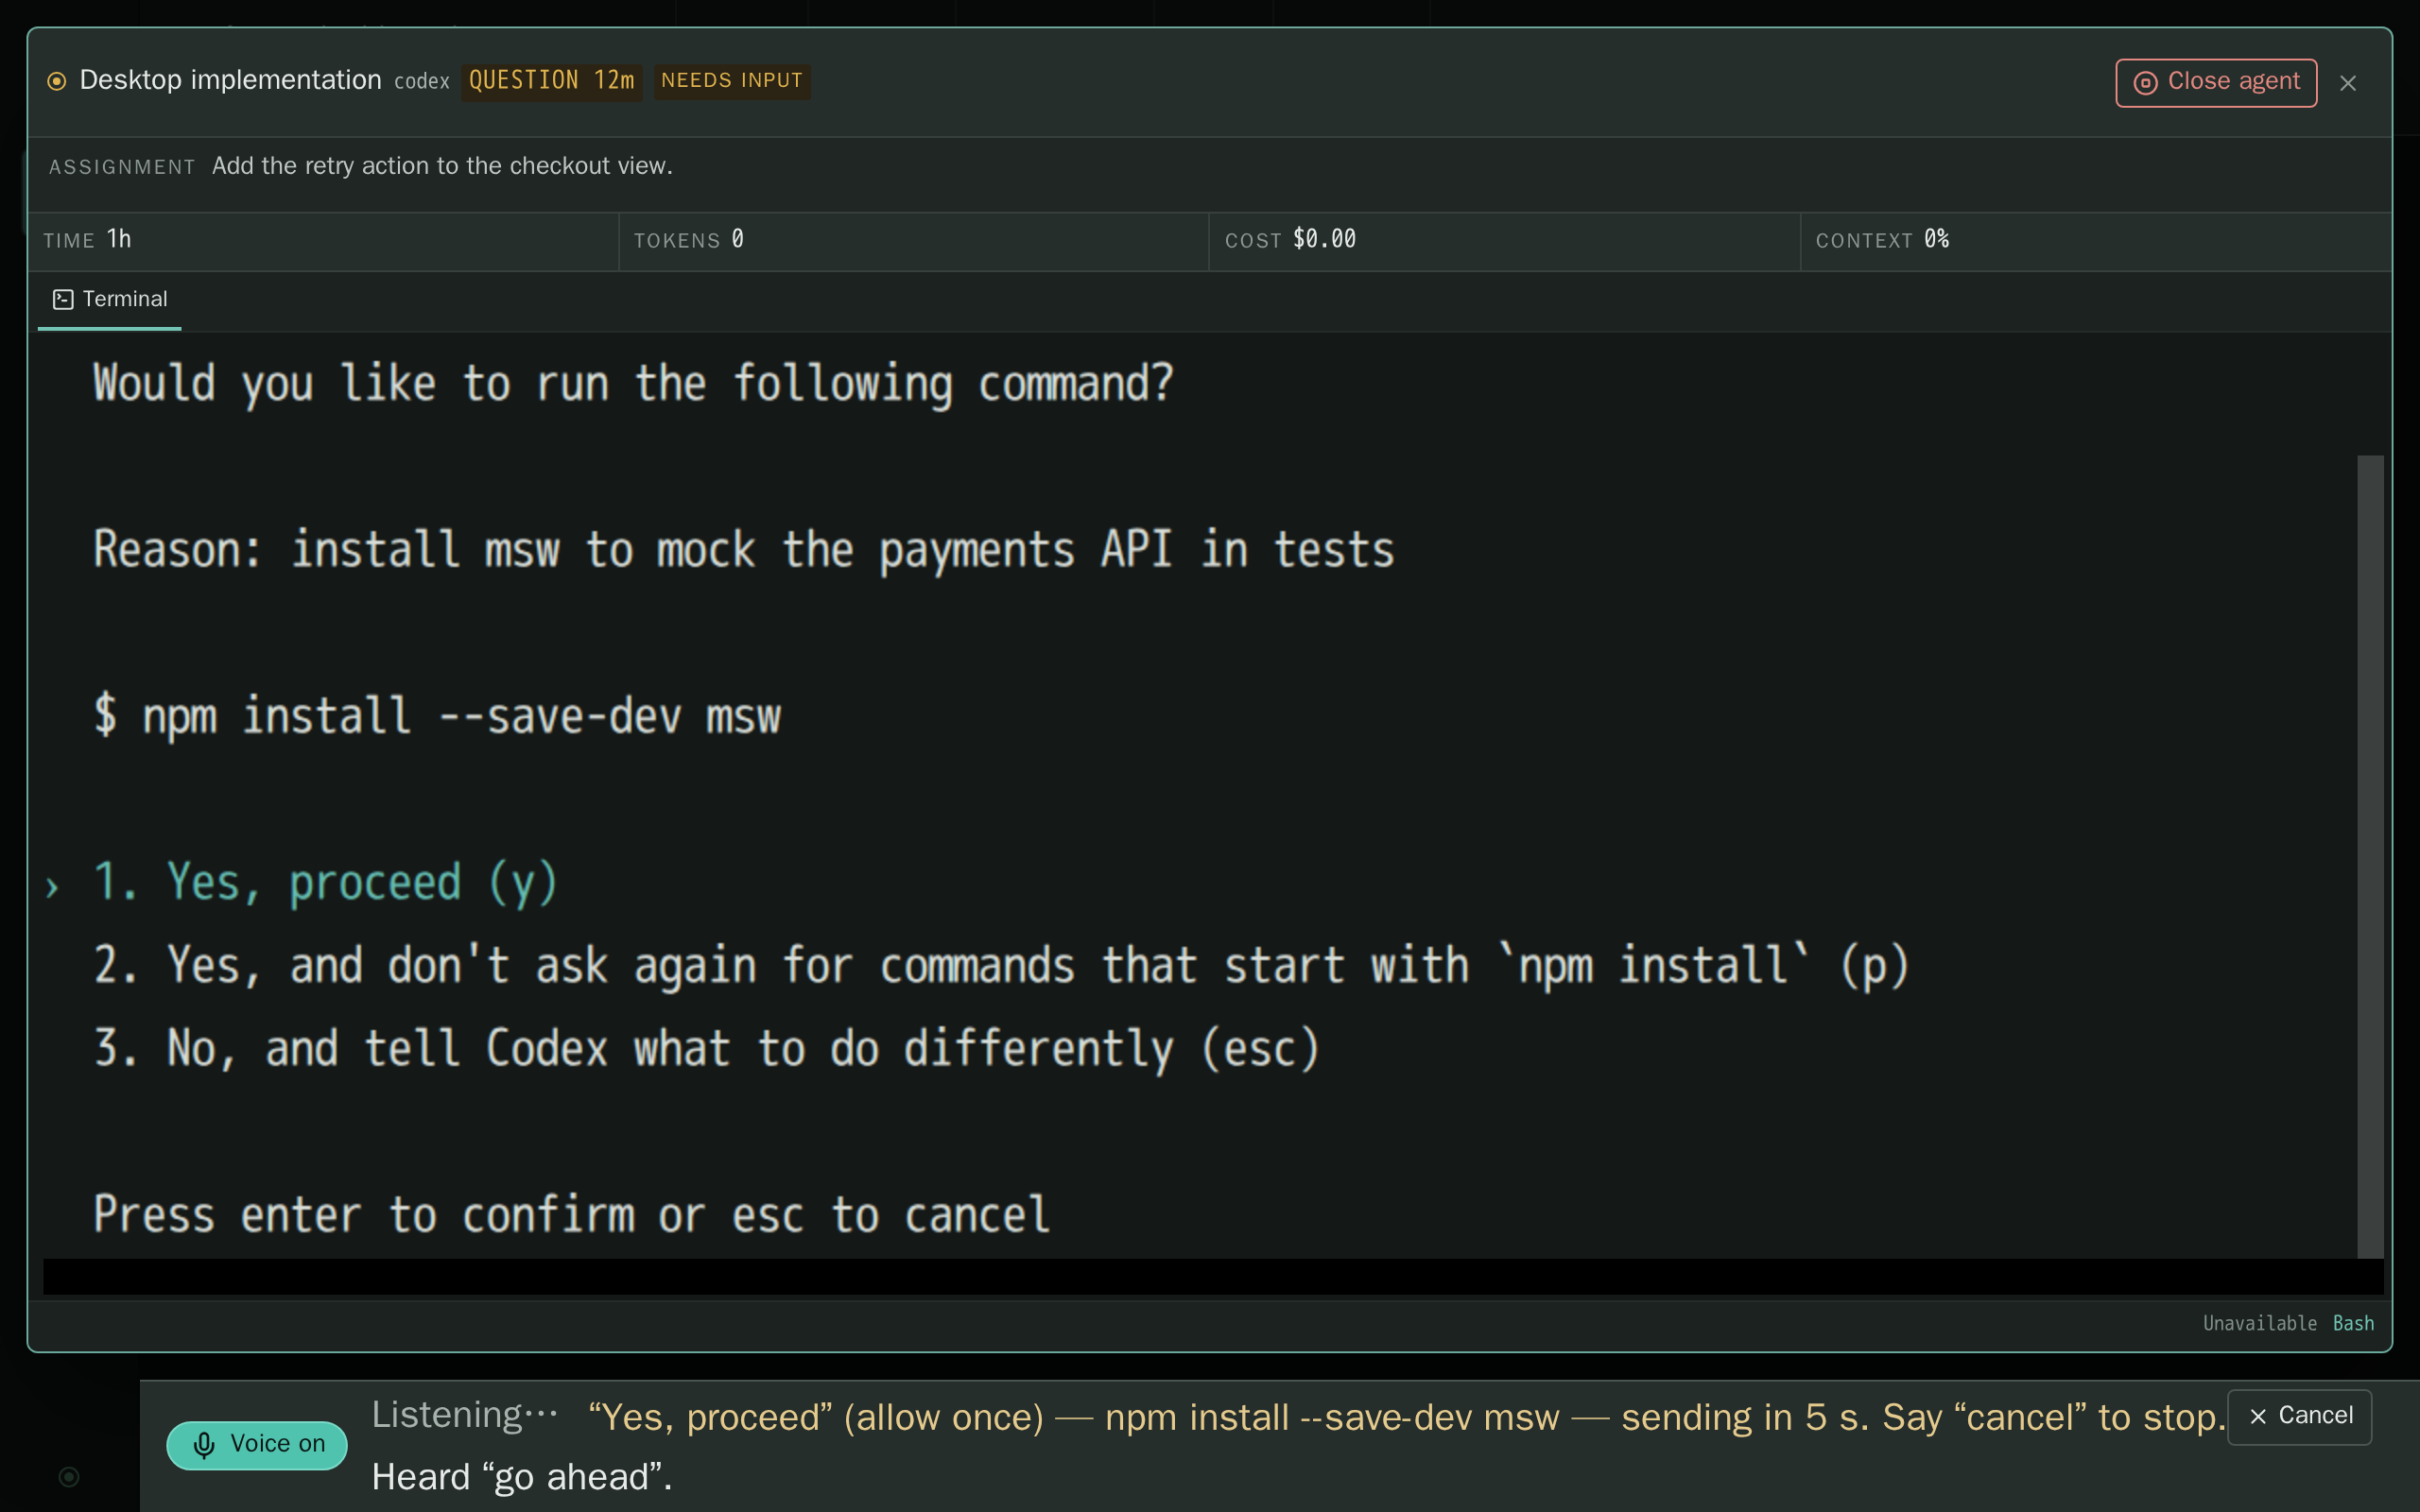 Desktop implementation codex QUESTION 12m NEEDS INPUT Close agent
ASSIGNMENT Add the retry action to the checkout view.
TIME 1h TOKENS 0 COST $0.00 CONTEXT 0%
Terminal
Would you like to run the following command?
Reason: install msw to mock the payments API in tests
$ npm install --save-dev msw
› 1. Yes, proceed (y)
2. Yes, and don't ask again for commands that start with `npm install` (p)
3. No, and tell Codex what to do differently (esc)
Press enter to confirm or esc to cancel
Unavailable Bash
Voice on
Listening··· “Yes, proceed” (allow once) — npm install --save-dev msw — sending in 5 s. Say “cancel” to stop. Cancel
Heard “go ahead”.